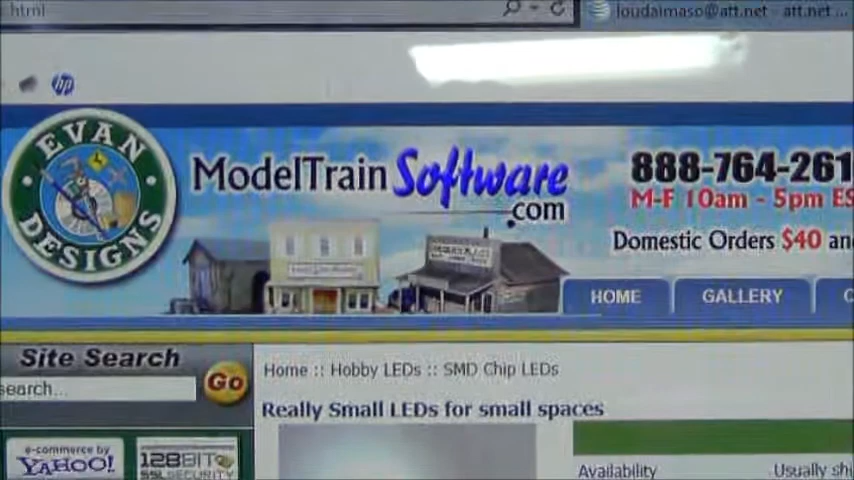 html
loudaimaso@att.net - att.net ...
hp
EVAN DESIGNS
ModelTrain Software .com
888-764-261
M-F 10am - 5pm ES
Domestic Orders $40 an
HOME
GALLERY
Site Search
search...
Go
Home :: Hobby LEDs :: SMD Chip LEDs
Really Small LEDs for small spaces
e-commerce by
YAHOO!
128BIT
SSL SECURITY
Availability
Usually shi